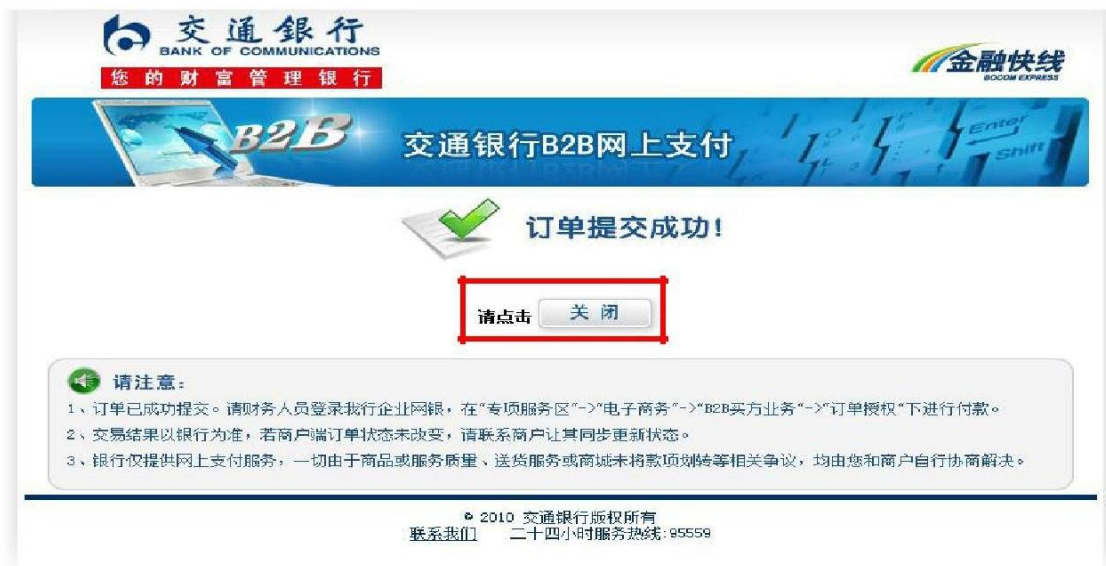 交通銀行
BANK OF COMMUNICATIONS
您的财富管理银行
金融快线
BOCOM EXPRESS
B2B
交通银行B2B网上支付
Enter
Shift
订单提交成功!
请点击 关闭
请注意:
1、订单已成功提交。请财务人员登录我行企业网银，在"专项服务区"->"电子商务"->"B2B买方业务"->"订单授权"下进行付款。
2、交易结果以银行为准，若商户端订单状态未改变，请联系商户让其同步更新状态。
3、银行仅提供网上支付服务，一切由于商品或服务质量、送货服务或商城未将款项划转等相关争议，均由您和商户自行协商解决。
© 2010 交通银行版权所有
联系我们 二十四小时服务热线:95559